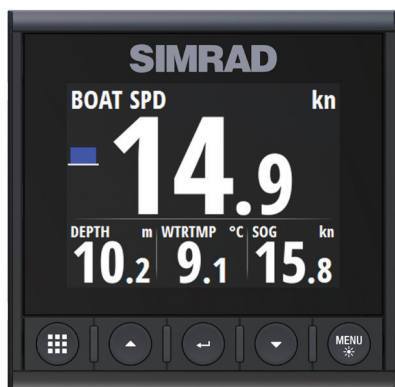 SIMRAD
BOAT SPD kn
14.9
DEPTH m WTRTMP °C SOG kn
10.2 9.1 15.8
MENU